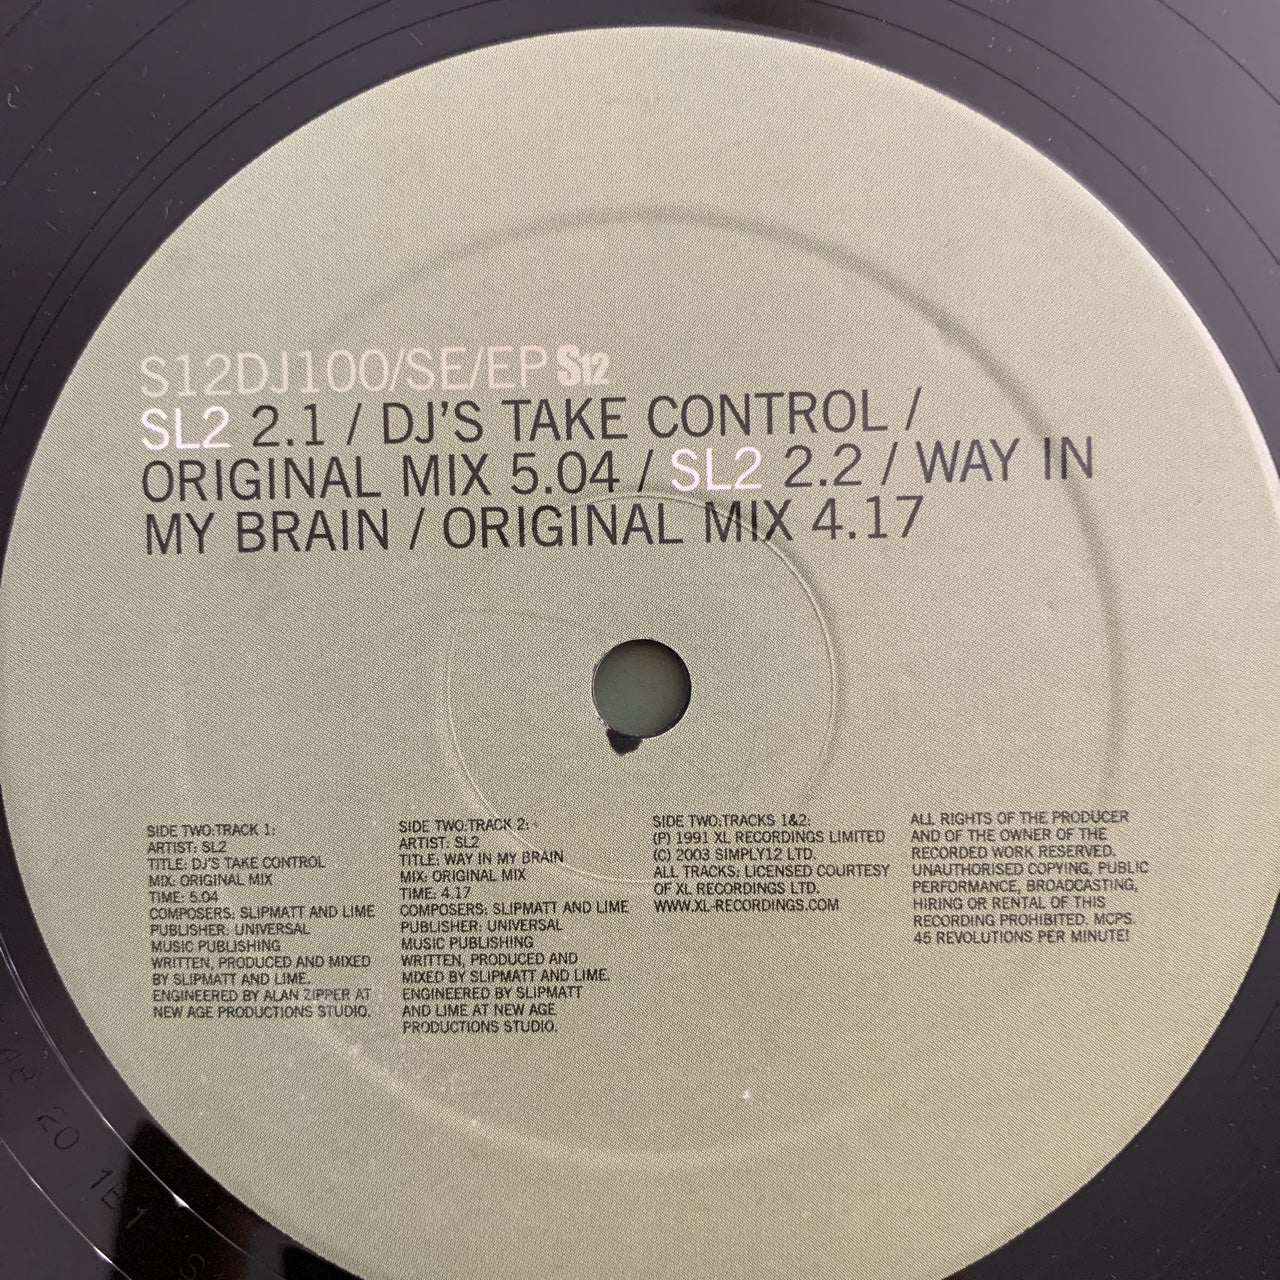 S12DJ100/SE/EP S12
SL2 2.1 / DJ'S TAKE CONTROL /
ORIGINAL MIX 5.04 / SL2 2.2 / WAY IN
MY BRAIN / ORIGINAL MIX 4.17
SIDE TWO:TRACK 1:
ARTIST: SL2
TITLE: DJ'S TAKE CONTROL
MIX: ORIGINAL MIX
TIME: 5.04
COMPOSERS: SLIPMATT AND LIME
PUBLISHER: UNIVERSAL
MUSIC PUBLISHING
WRITTEN, PRODUCED AND MIXED
BY SLIPMATT AND LIME.
ENGINEERED BY ALAN ZIPPER AT
NEW AGE PRODUCTIONS STUDIO.
SIDE TWO:TRACK 2:
ARTIST: SL2
TITLE: WAY IN MY BRAIN
MIX: ORIGINAL MIX
TIME: 4.17
COMPOSERS: SLIPMATT AND LIME
PUBLISHER: UNIVERSAL
MUSIC PUBLISHING
WRITTEN, PRODUCED AND
MIXED BY SLIPMATT AND LIME.
ENGINEERED BY SLIPMATT
AND LIME AT NEW AGE
PRODUCTIONS STUDIO.
SIDE TWO:TRACKS 1&2:
(P) 1991 XL RECORDINGS LIMITED
(C) 2003 SIMPLY12 LTD.
ALL TRACKS: LICENSED COURTESY
OF XL RECORDINGS LTD.
WWW.XL-RECORDINGS.COM
ALL RIGHTS OF THE PRODUCER
AND OF THE OWNER OF THE
RECORDED WORK RESERVED.
UNAUTHORISED COPYING, PUBLIC
PERFORMANCE, BROADCASTING,
HIRING OR RENTAL OF THIS
RECORDING PROHIBITED. MCPS.
45 REVOLUTIONS PER MINUTE!
20